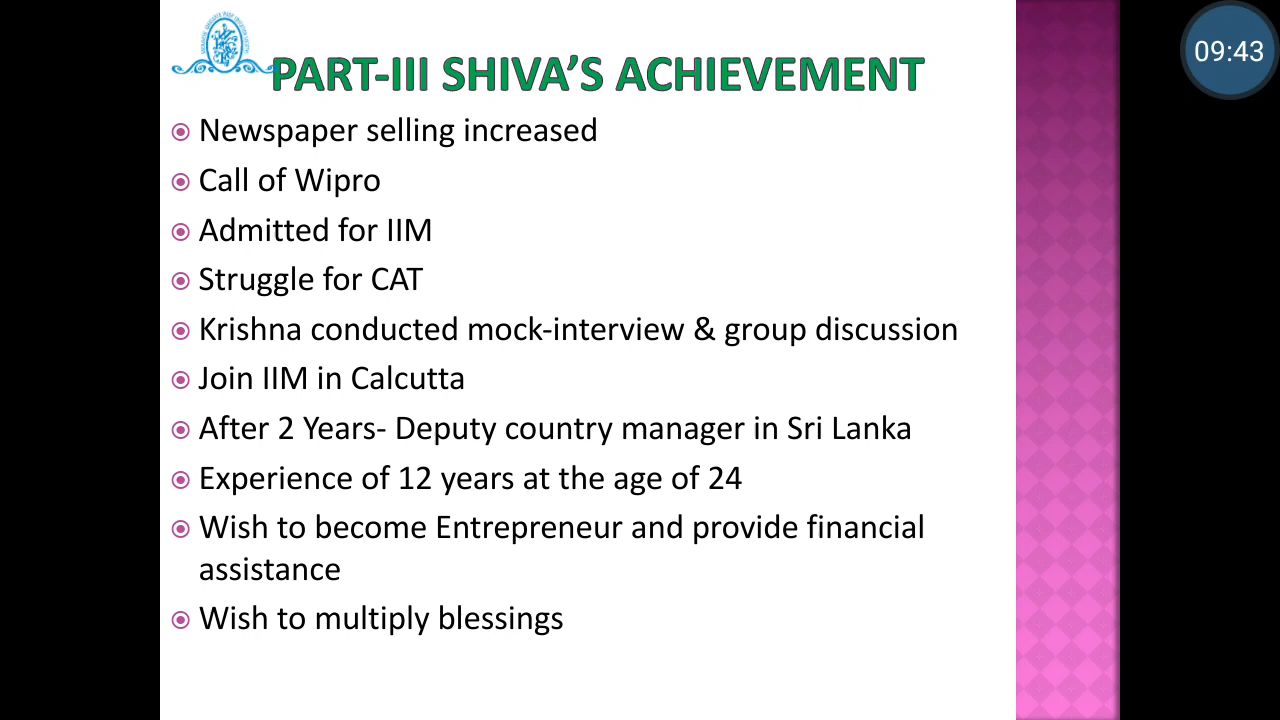 09:43
PART-III SHIVA'S ACHIEVEMENT
Newspaper selling increased
Call of Wipro
Admitted for IIM
Struggle for CAT
Krishna conducted mock-interview & group discussion
Join IIM in Calcutta
After 2 Years- Deputy country manager in Sri Lanka
Experience of 12 years at the age of 24
Wish to become Entrepreneur and provide financial
assistance
Wish to multiply blessings